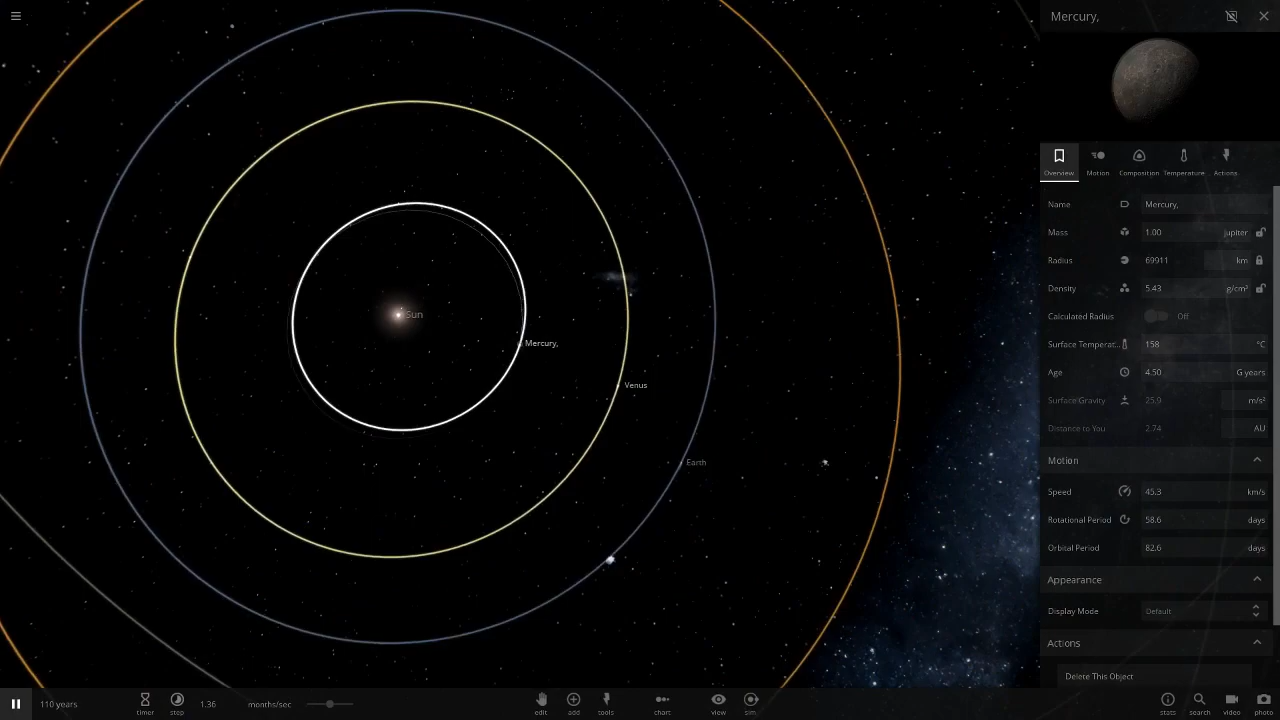 Mercury,
Overview
Motion
Composition
Temperature
Actions
Name Mercury,
Mass 1.00 jupiter
Radius 69911 km
Density 5.43 g/cm³
Calculated Radius Off
Surface Temperat... 158 °C
Age 4.50 G years
Surface Gravity 25.9 m/s²
Distance to You 2.74 AU
Motion
Speed 45.3 km/s
Rotational Period 58.6 days
Orbital Period 82.6 days
Appearance
Display Mode Default
Actions
Delete This Object
Sun
Mercury,
Venus
Earth
110 years
timer
step
1.36 months/sec
edit
add
tools
chart
view
sim
stats
search
video
photo